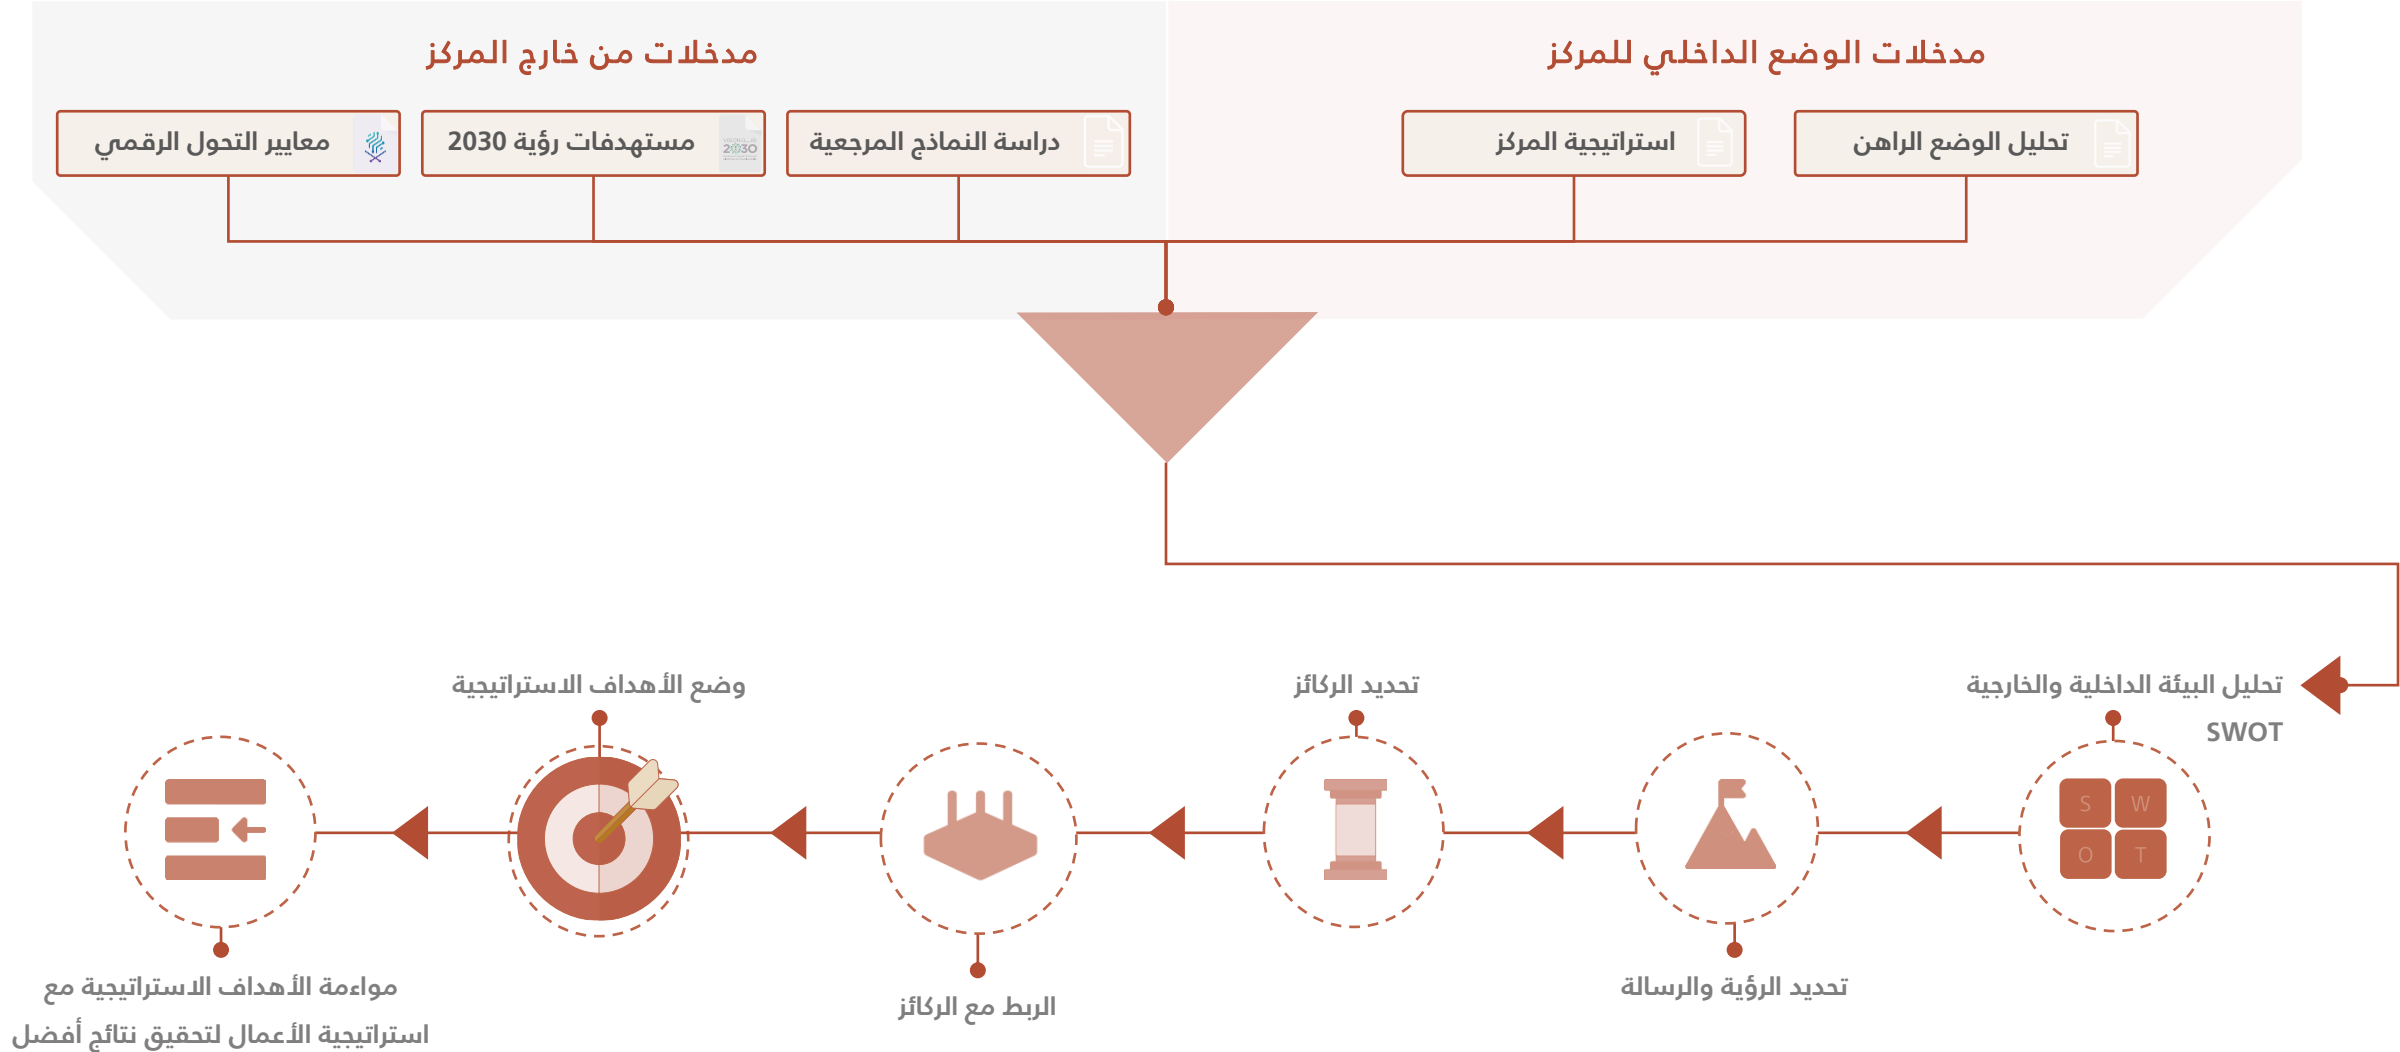 مدخلات الوضع الداخلي للمركز
تحليل الوضع الراهن
استراتيجية المركز
مدخلات من خارج المركز
دراسة النماذج المرجعية
مستهدفات رؤية 2030
2030
معايير التحول الرقمي
تحليل البيئة الداخلية والخارجية
SWOT
S W
O T
تحديد الرؤية والرسالة
تحديد الركائز
الربط مع الركائز
وضع الأهداف الاستراتيجية
مواءمة الأهداف الاستراتيجية مع
استراتيجية الأعمال لتحقيق نتائج أفضل